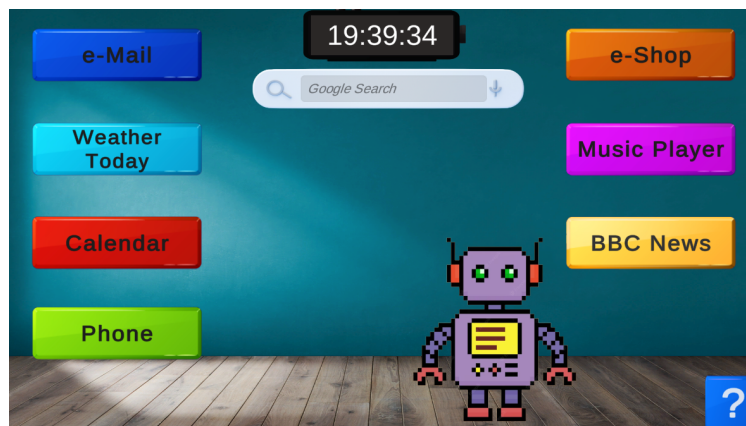 19:39:34
e-Mail
e-Shop
Google Search
Weather
Today
Music Player
Calendar
BBC News
Phone
?